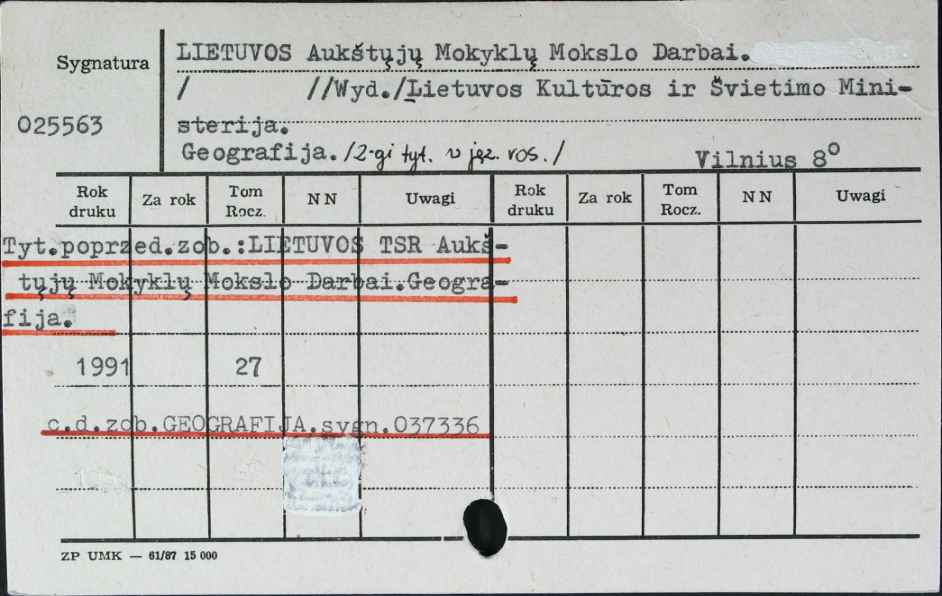 Sygnatura
LIETUVOS Aukštųjų Mokyklų Mokslo Darbai.
/ //Wyd./Lietuvos Kultūros ir Švietimo Mini-
025563
sterija.
Geografija. /2-gi tyt. w jęz. ros./ Vilnius 8º
Rok druku Za rok Tom Rocz. NN Uwagi Rok druku Za rok Tom Rocz. NN Uwagi
Tyt.poprzed.zob.:LIETUVOS TSR Aukš-
tųjų Mokyklų Mokslo Darbai.Geogra-
fija.
1991 27
c.d.zob.GEOGRAFIJA.sygn.037336
ZP UMK — 61/87 15 000